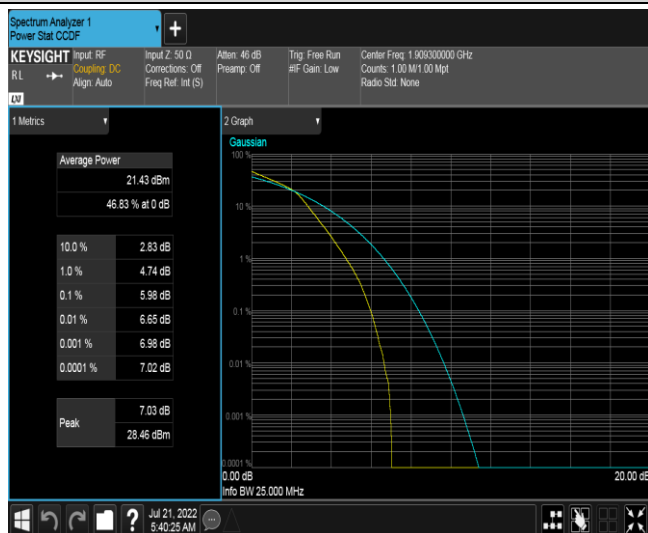 Spectrum Analyzer 1
Power Stat CCDF
+
KEYSIGHT Input: RF Input Z: 50 Ω Atten: 46 dB Trig: Free Run Center Freq: 1.909300000 GHz
RL Coupling: DC Corrections: Off Preamp: Off #IF Gain: Low Counts: 1.00 M/1.00 Mpt
Align: Auto Freq Ref: Int (S) Radio Std: None
LXI
1 Metrics 2 Graph
Average Power
21.43 dBm
46.83 % at 0 dB
10.0 % 2.83 dB
1.0 % 4.74 dB
0.1 % 5.98 dB
0.01 % 6.65 dB
0.001 % 6.98 dB
0.0001 % 7.02 dB
Peak 7.03 dB
28.46 dBm
Gaussian
100 %
10 %
1 %
0.1 %
0.01 %
0.001 %
0.0001 %
0.00 dB 20.00 dB
Info BW 25.000 MHz
? Jul 21, 2022
5:40:25 AM